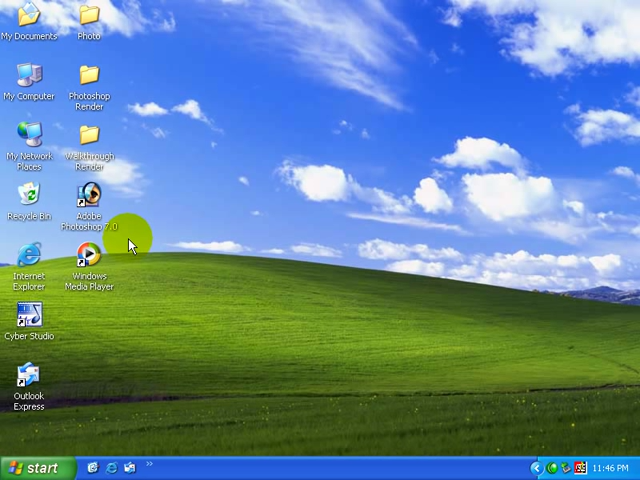 My Documents
Photo
My Computer
Photoshop
Render
My Network
Places
Walkthrough
Render
Recycle Bin
Adobe
Photoshop 7.0
Internet
Explorer
Windows
Media Player
Cyber Studio
Outlook
Express
start
11:46 PM